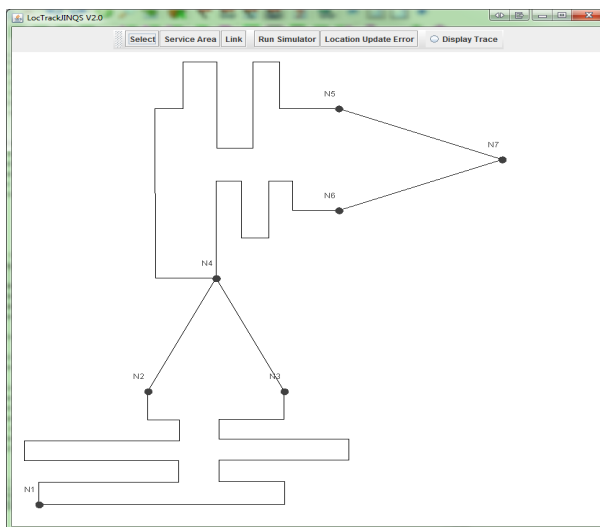 LocTrackJINQS V2.0
Select Service Area Link Run Simulator Location Update Error Display Trace
N5
N7
N6
N4
N2 N3
N1